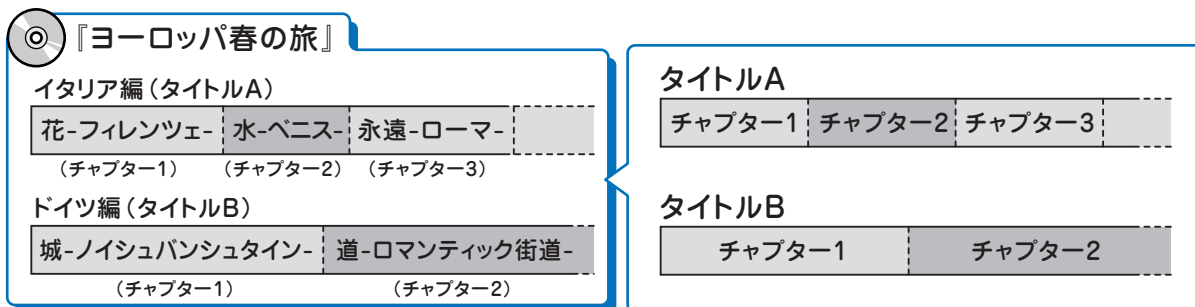 『ヨーロッパ春の旅』
イタリア編(タイトルA)
花-フィレンツェ- 水-ベニス- 永遠-ローマ-
(チャプター1) (チャプター2) (チャプター3)
ドイツ編(タイトルB)
城-ノイシュバンシュタイン- 道-ロマンティック街道-
(チャプター1) (チャプター2)
タイトルA
チャプター1 チャプター2 チャプター3
タイトルB
チャプター1 チャプター2